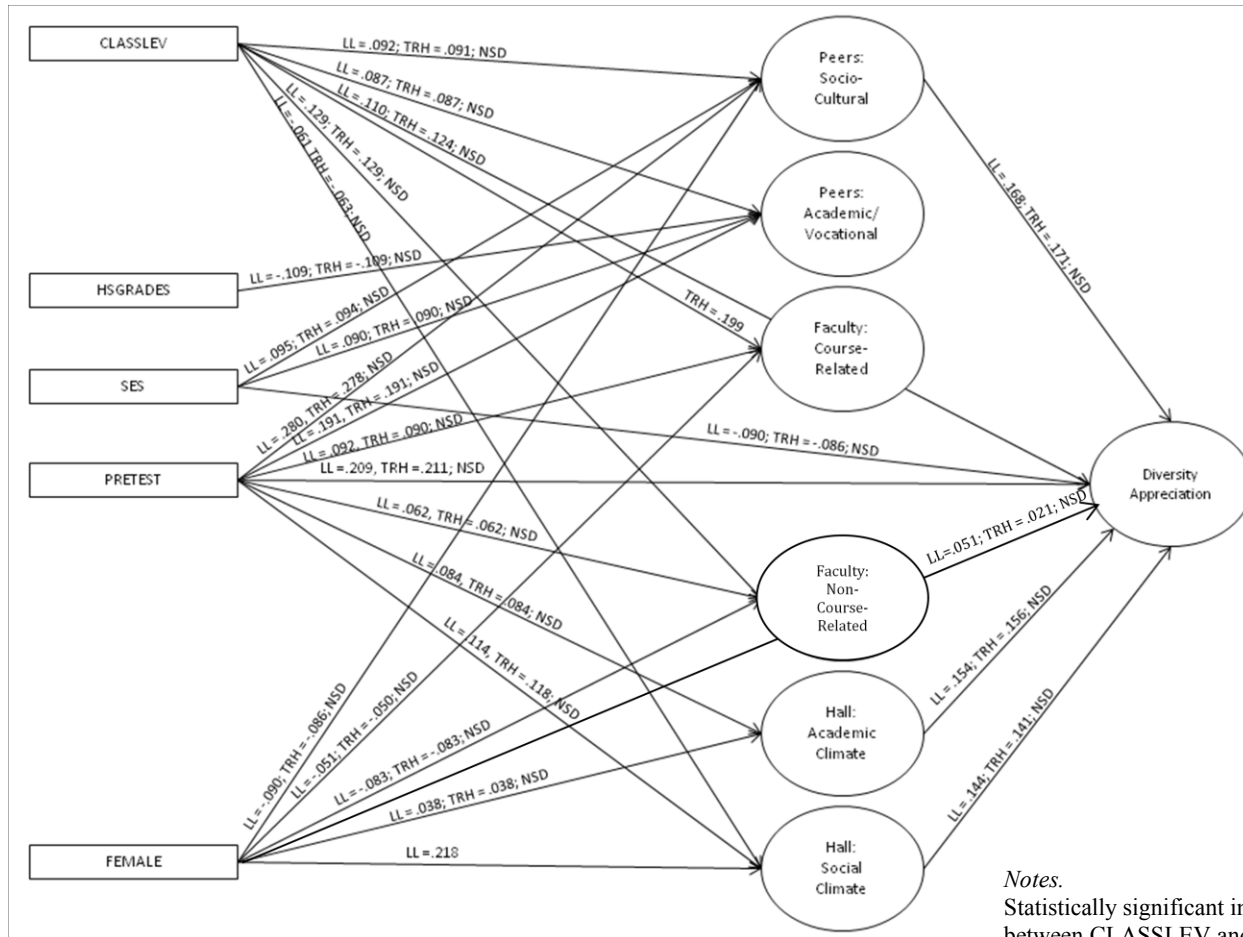 CLASSLEV
HSGRADES
SES
PRETEST
FEMALE
LL = .092; TRH = .091; NSD
LL = .087; TRH = .087; NSD
LL = .110; TRH = .124; NSD
LL = .129; TRH = .129; NSD
LL = -.061 TRH = -.063; NSD
LL = -.109; TRH = -.109; NSD
TRH = .199
LL = .095; TRH = .094; NSD
LL = .090; TRH = .090; NSD
LL = .280, TRH = .278; NSD
LL = .191, TRH = .191; NSD
LL = .092, TRH = .090; NSD
LL = -.090; TRH = -.086; NSD
LL = .209, TRH = .211; NSD
LL = .062, TRH = .062; NSD
LL = .084, TRH = .084; NSD
LL = .114, TRH = .118; NSD
LL = -.090; TRH = -.086; NSD
LL = -.051; TRH = -.050; NSD
LL = -.083; TRH = -.083; NSD
LL = .038; TRH = .038; NSD
LL = .218
Peers:
Socio-
Cultural
Peers:
Academic/
Vocational
Faculty:
Course-
Related
Faculty:
Non-
Course-
Related
Hall:
Academic
Climate
Hall:
Social
Climate
LL = .168; TRH = .171; NSD
LL=.051; TRH = .021; NSD
LL = .154; TRH = .156; NSD
LL = .144; TRH = .141; NSD
Diversity
Appreciation
Notes.
Statistically significant in
between CLASSLEV and